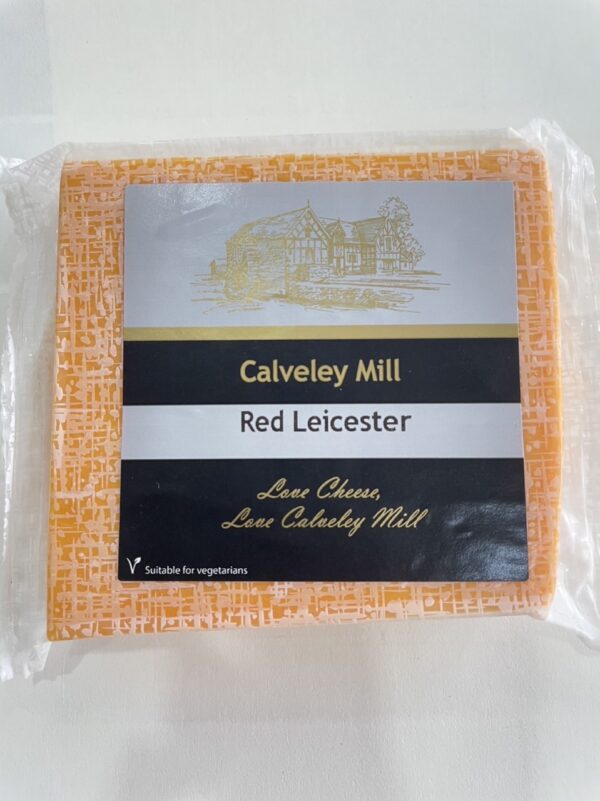 Calveley Mill
Red Leicester
Love Cheese,
Love Calveley Mill
V Suitable for vegetarians